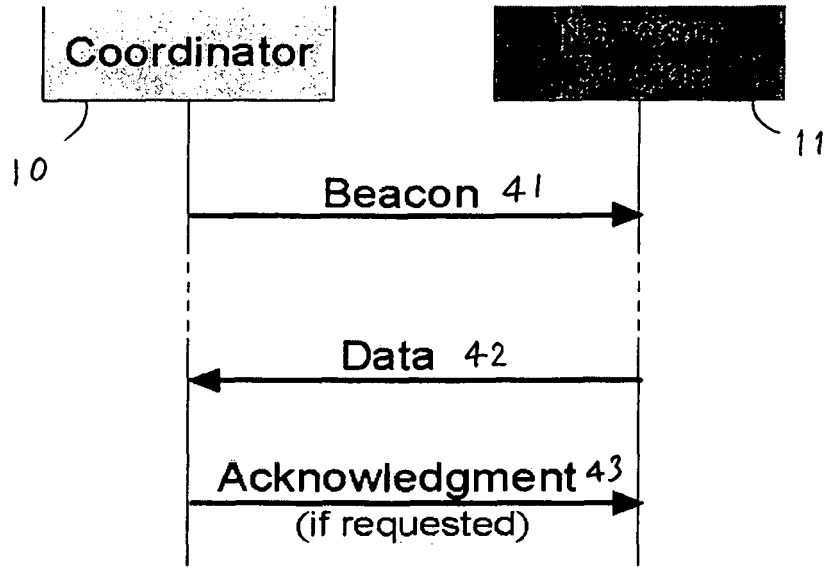 Coordinator
10
11
Beacon 41
Data 42
Acknowledgment 43
(if requested)